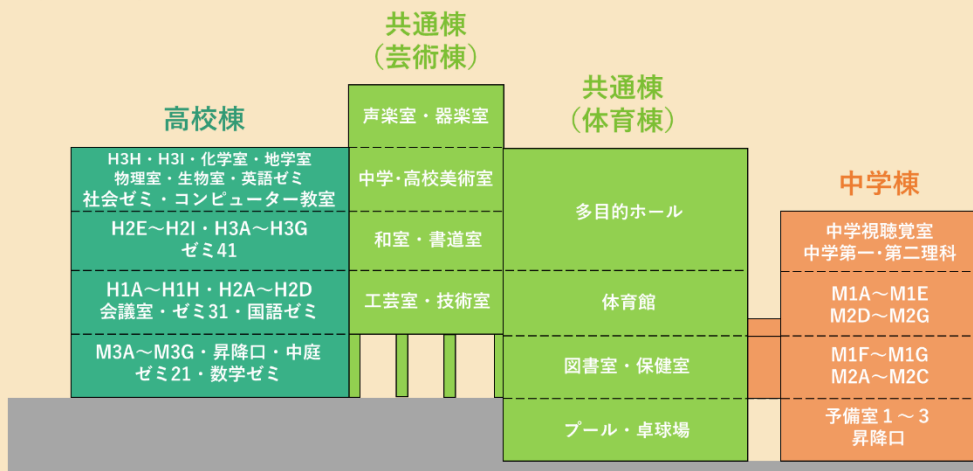 高校棟
H3H・H3I・化学室・地学室
物理室・生物室・英語ゼミ
社会ゼミ・コンピューター教室
H2E～H2I・H3A～H3G
ゼミ41
H1A～H1H・H2A～H2D
会議室・ゼミ31・国語ゼミ
M3A～M3G・昇降口・中庭
ゼミ21・数学ゼミ
共通棟
（芸術棟）
声楽室・器楽室
中学・高校美術室
和室・書道室
工芸室・技術室
共通棟
（体育棟）
多目的ホール
体育館
図書室・保健室
プール・卓球場
中学棟
中学視聴覚室
中学第一・第二理科
M1A～M1E
M2D～M2G
M1F～M1G
M2A～M2C
予備室１～３
昇降口